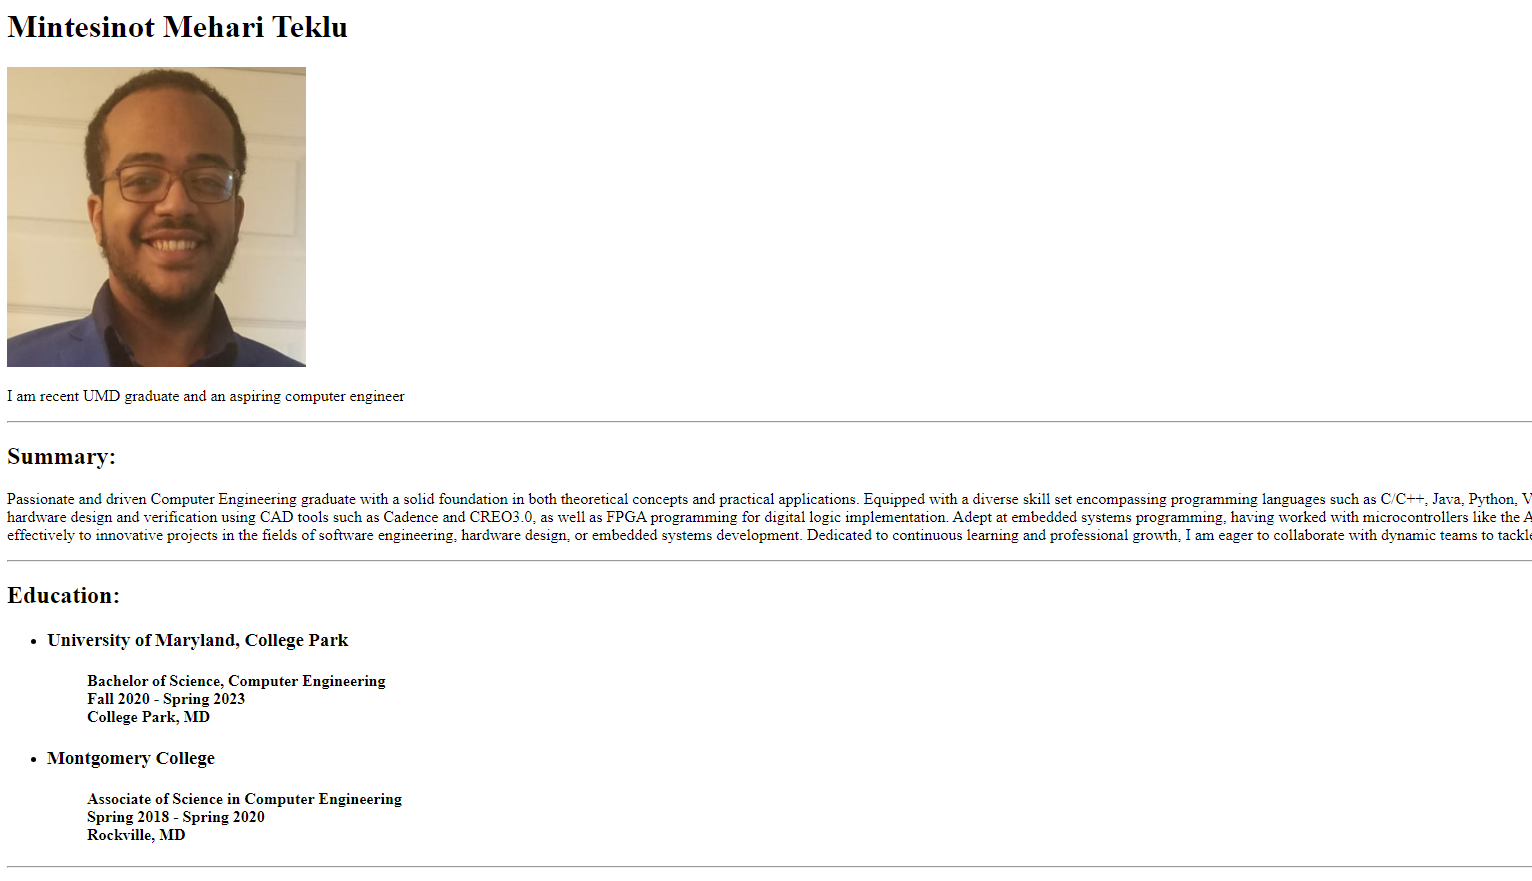 Mintesinot Mehari Teklu
I am recent UMD graduate and an aspiring computer engineer
Summary:
Passionate and driven Computer Engineering graduate with a solid foundation in both theoretical concepts and practical applications. Equipped with a diverse skill set encompassing programming languages such as C/C++, Java, Python, V
hardware design and verification using CAD tools such as Cadence and CREO3.0, as well as FPGA programming for digital logic implementation. Adept at embedded systems programming, having worked with microcontrollers like the A
effectively to innovative projects in the fields of software engineering, hardware design, or embedded systems development. Dedicated to continuous learning and professional growth, I am eager to collaborate with dynamic teams to tackle
Education:
• University of Maryland, College Park
Bachelor of Science, Computer Engineering
Fall 2020 - Spring 2023
College Park, MD
• Montgomery College
Associate of Science in Computer Engineering
Spring 2018 - Spring 2020
Rockville, MD